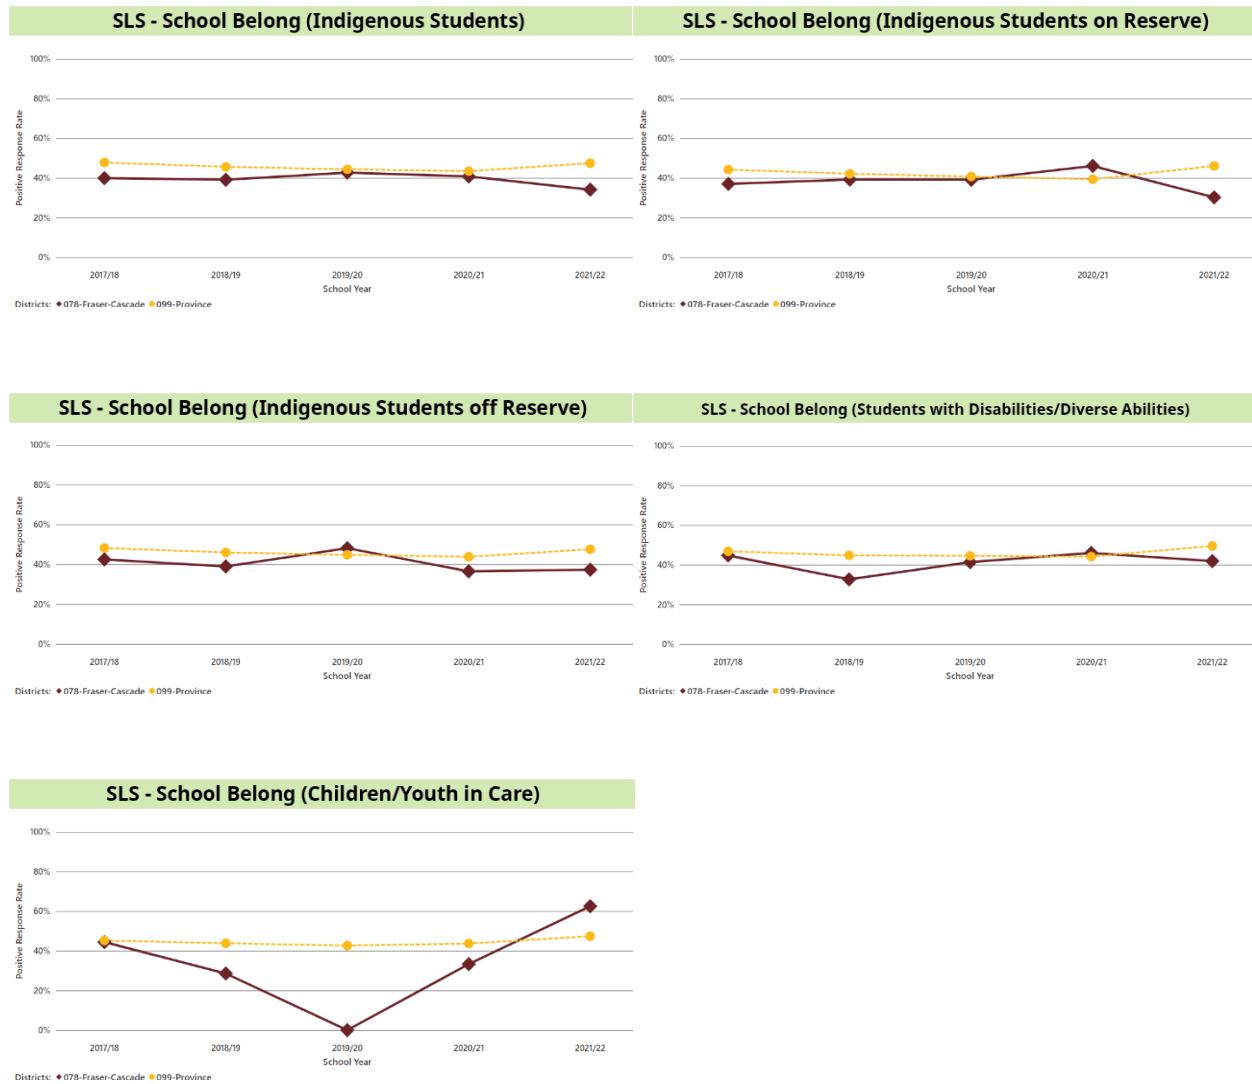 SLS - School Belong (Indigenous Students)
100%
80%
60%
40%
20%
0%
Positive Response Rate
2017/18 2018/19 2019/20 2020/21 2021/22
School Year
Districts: 078-Fraser-Cascade 099-Province
SLS - School Belong (Indigenous Students on Reserve)
100%
80%
60%
40%
20%
0%
Positive Response Rate
2017/18 2018/19 2019/20 2020/21 2021/22
School Year
Districts: 078-Fraser-Cascade 099-Province
SLS - School Belong (Indigenous Students off Reserve)
100%
80%
60%
40%
20%
0%
Positive Response Rate
2017/18 2018/19 2019/20 2020/21 2021/22
School Year
Districts: 078-Fraser-Cascade 099-Province
SLS - School Belong (Students with Disabilities/Diverse Abilities)
100%
80%
60%
40%
20%
0%
Positive Response Rate
2017/18 2018/19 2019/20 2020/21 2021/22
School Year
Districts: 078-Fraser-Cascade 099-Province
SLS - School Belong (Children/Youth in Care)
100%
80%
60%
40%
20%
0%
Positive Response Rate
2017/18 2018/19 2019/20 2020/21 2021/22
School Year
Districts: 078-Fraser-Cascade 099-Province